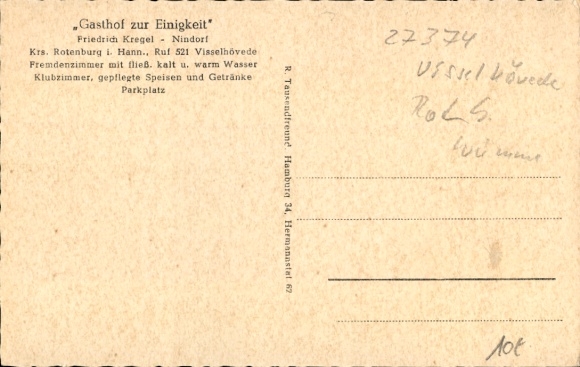 „Gasthof zur Einigkeit"
Friedrich Kregel - Nindorf
Krs. Rotenburg i. Hann., Ruf 521 Visselhövede
Fremdenzimmer mit fließ. kalt u. warm Wasser
Klubzimmer, gepflegte Speisen und Getränke
Parkplatz
R. Tausendfreund, Hamburg 34, Hermannstal 62
27374
Visselhövede
Wümme
10€